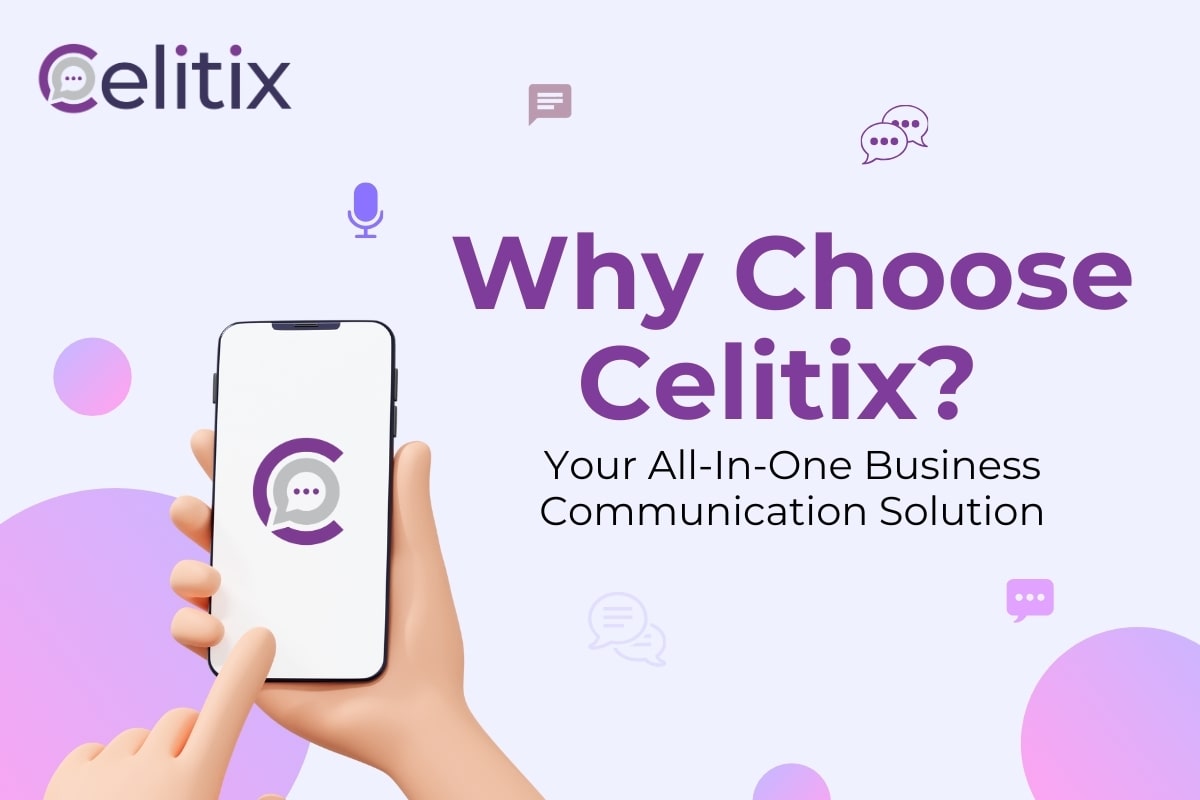 Celitix
Why Choose
Celitix?
Your All-In-One Business
Communication Solution